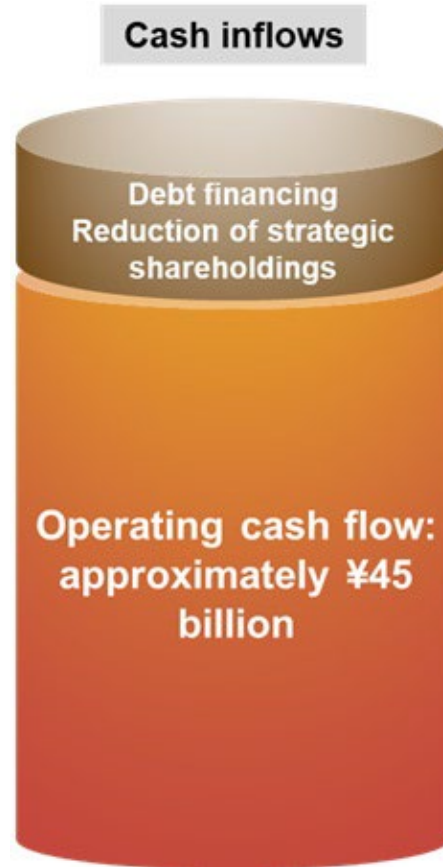 Cash inflows
Debt financing
Reduction of strategic
shareholdings
Operating cash flow:
approximately ¥45
billion